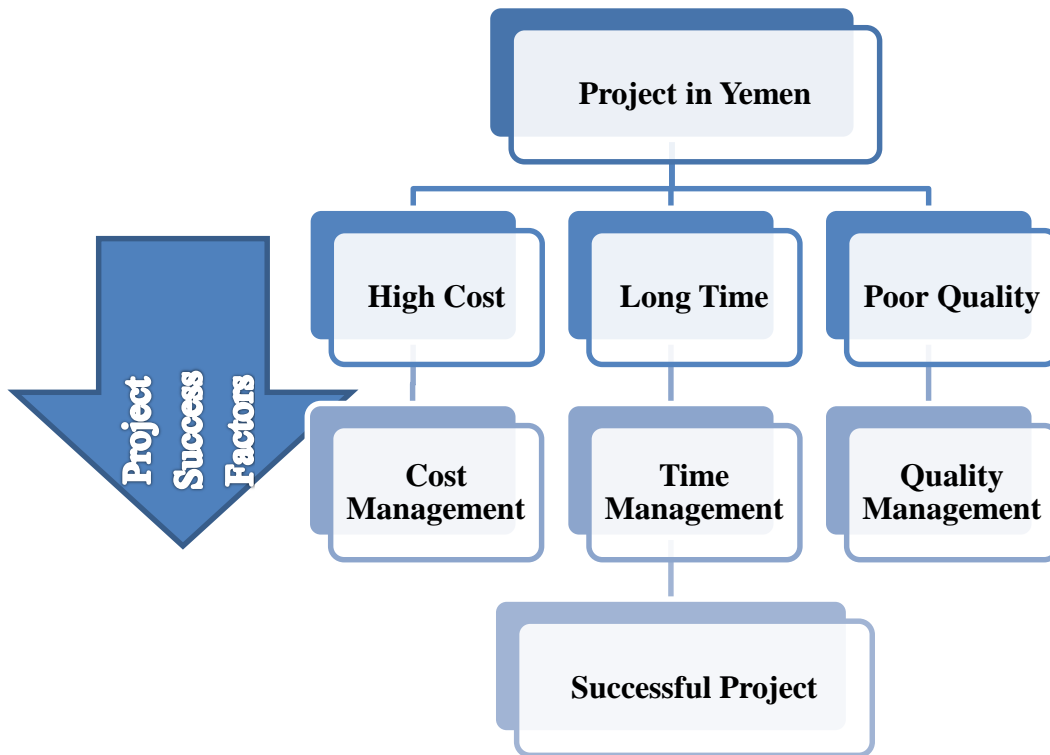 Project in Yemen
High Cost
Long Time
Poor Quality
Project
Success
Factors
Cost
Management
Time
Management
Quality
Management
Successful Project